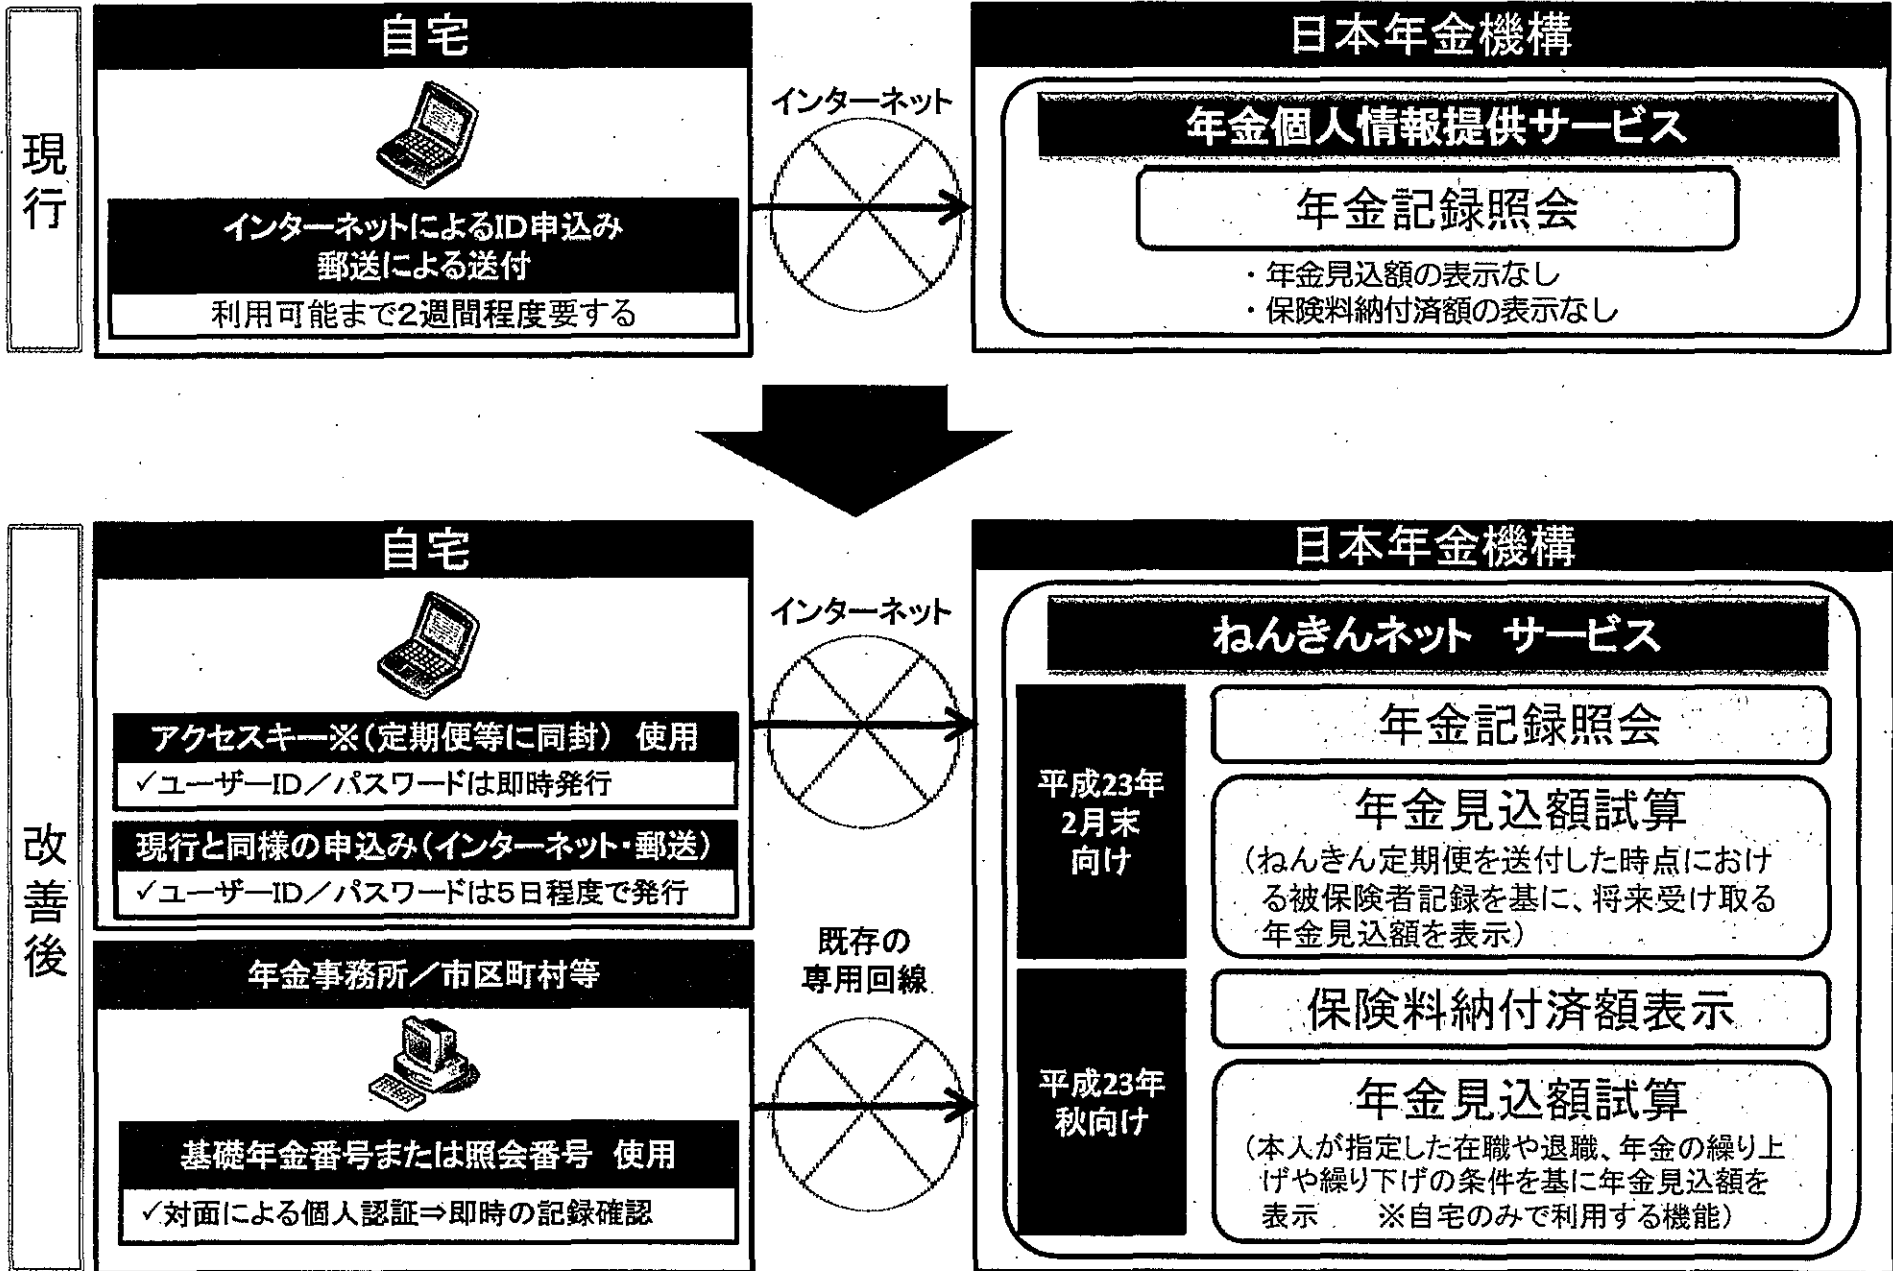 現行
自宅
インターネットによるID申込み
郵送による送付
利用可能まで2週間程度要する
インターネット
日本年金機構
年金個人情報提供サービス
年金記録照会
・年金見込額の表示なし
・保険料納付済額の表示なし
改善後
自宅
アクセスキー※(定期便等に同封) 使用
✓ユーザーID/パスワードは即時発行
現行と同様の申込み(インターネット・郵送)
✓ユーザーID/パスワードは5日程度で発行
年金事務所/市区町村等
基礎年金番号または照会番号 使用
✓対面による個人認証⇒即時の記録確認
インターネット
既存の
専用回線
日本年金機構
ねんきんネット サービス
平成23年
2月末
向け
年金記録照会
年金見込額試算
(ねんきん定期便を送付した時点におけ
る被保険者記録を基に、将来受け取る
年金見込額を表示)
平成23年
秋向け
保険料納付済額表示
年金見込額試算
(本人が指定した在職や退職、年金の繰り上
げや繰り下げの条件を基に年金見込額を
表示 ※自宅のみで利用する機能)